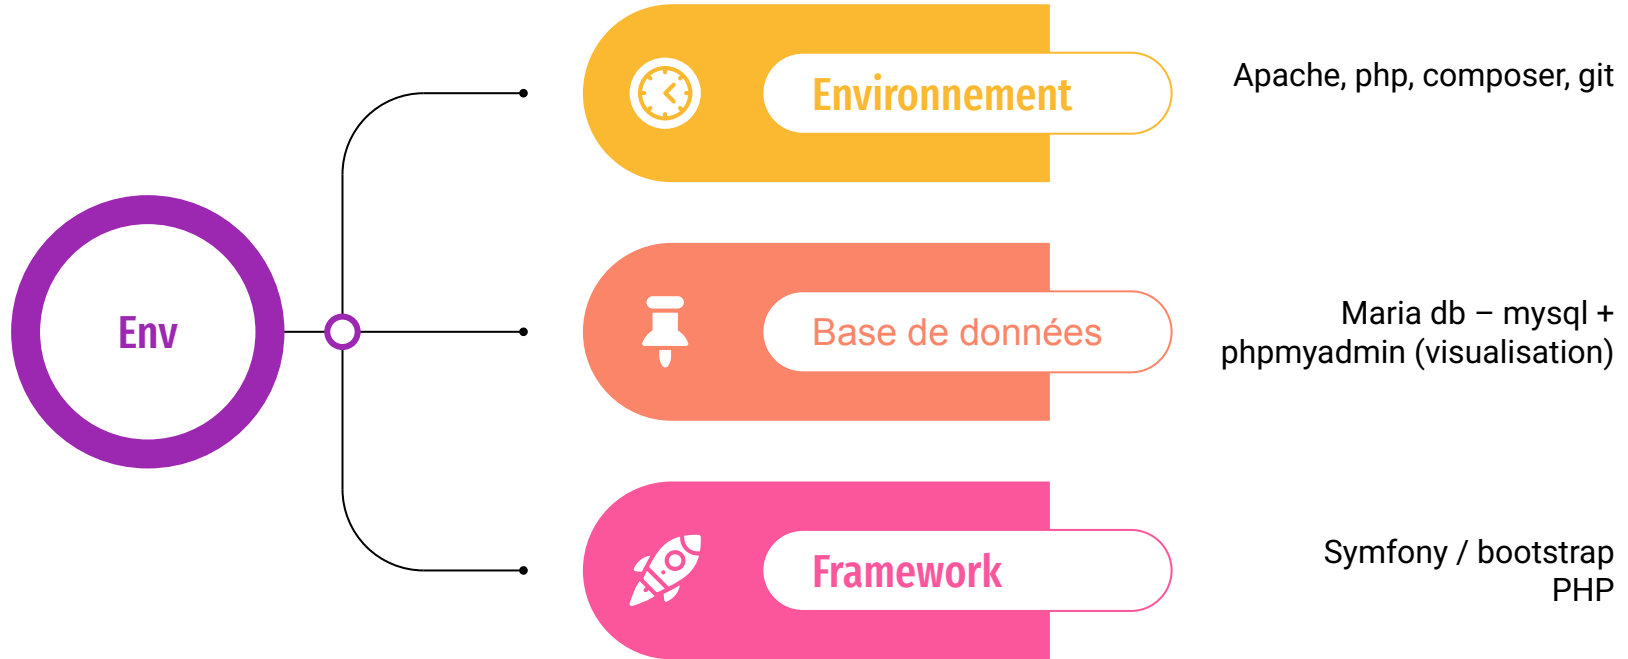 Env
Environnement
Apache, php, composer, git
Base de données
Maria db – mysql +
phpmyadmin (visualisation)
Framework
Symfony / bootstrap
PHP